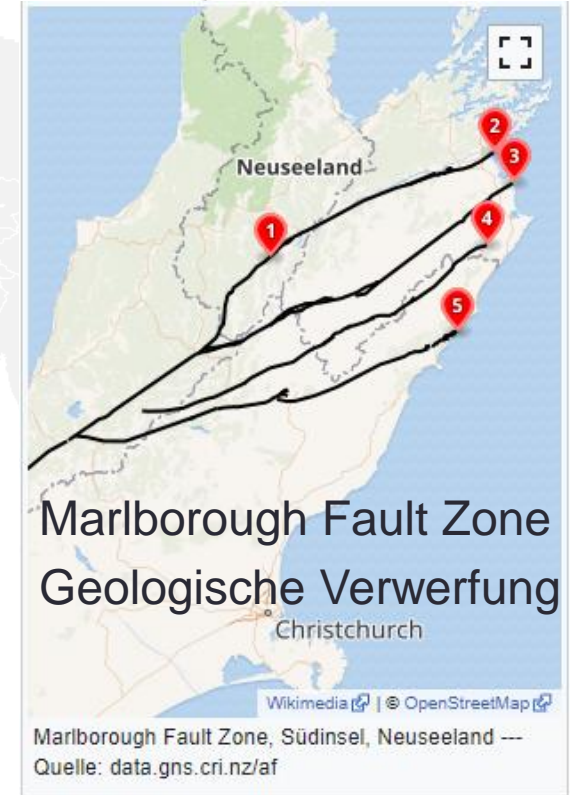 2
3
Neuseeland
4
1
5
Marlborough Fault Zone
Geologische Verwerfung
Christchurch
Wikimedia | © OpenStreetMap
Marlborough Fault Zone, Südinsel, Neuseeland ---
Quelle: data.gns.cri.nz/af